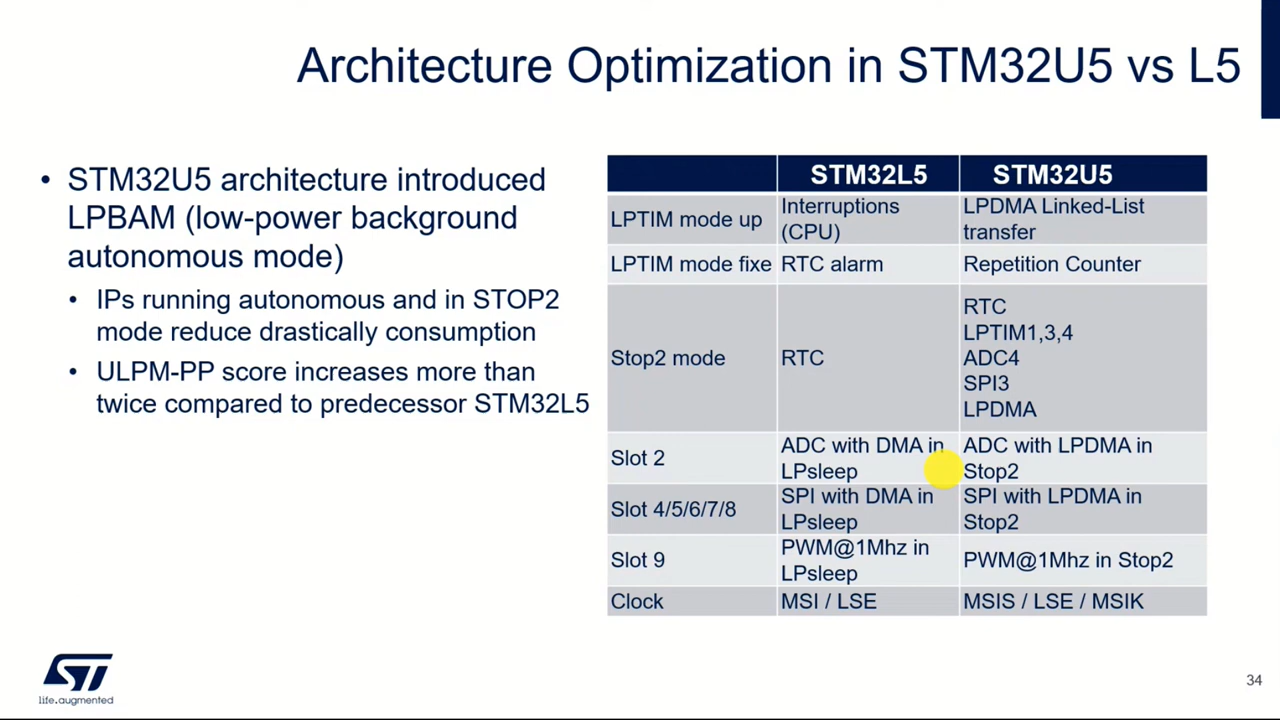 Architecture Optimization in STM32U5 vs L5
• STM32U5 architecture introduced
LPBAM (low-power background
autonomous mode)
• IPs running autonomous and in STOP2
mode reduce drastically consumption
• ULPM-PP score increases more than
twice compared to predecessor STM32L5
STM32L5 STM32U5
LPTIM mode up Interruptions (CPU) LPDMA Linked-List transfer
LPTIM mode fixe RTC alarm Repetition Counter
Stop2 mode RTC RTC
LPTIM1,3,4
ADC4
SPI3
LPDMA
Slot 2 ADC with DMA in LPsleep ADC with LPDMA in Stop2
Slot 4/5/6/7/8 SPI with DMA in LPsleep SPI with LPDMA in Stop2
Slot 9 PWM@1Mhz in LPsleep PWM@1Mhz in Stop2
Clock MSI / LSE MSIS / LSE / MSIK
ST
life.augmented
34